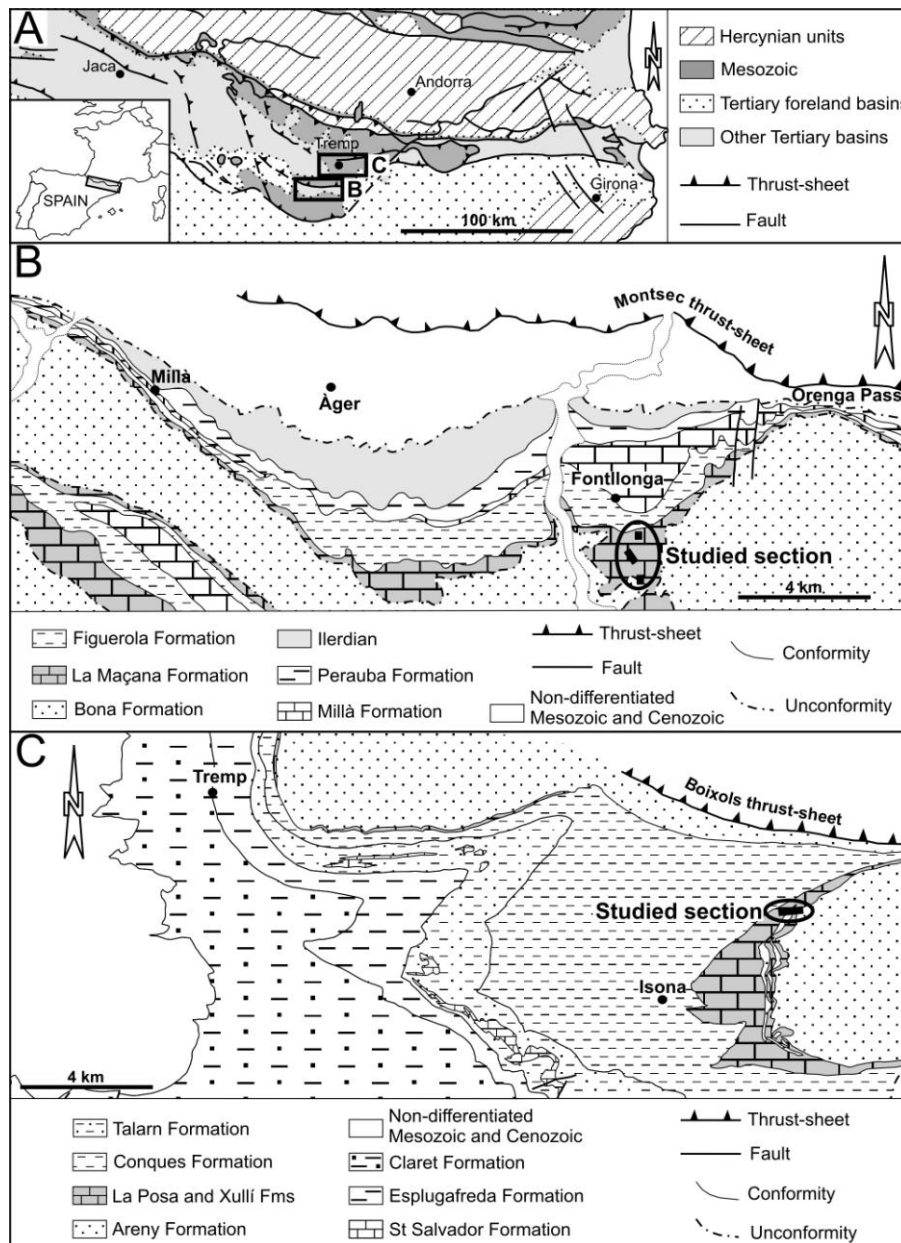 A
Jaca
Andorra
Tremp
C
B
SPAIN
Girona
100 km
N
Hercynian units
Mesozoic
Tertiary foreland basins
Other Tertiary basins
Thrust-sheet
Fault
B
Montsec thrust-sheet
N
Millà
Àger
Orenga Pass
Fontllonga
Studied section
4 km
Figuerola Formation
La Maçana Formation
Bona Formation
Ilerdian
Perauba Formation
Millà Formation
Thrust-sheet
Fault
Non-differentiated
Mesozoic and Cenozoic
Conformity
Unconformity
C
Tremp
N
Boixols thrust-sheet
Studied section
Isona
4 km
Talarn Formation
Conques Formation
La Posa and Xullí Fms
Areny Formation
Non-differentiated
Mesozoic and Cenozoic
Claret Formation
Esplugafreda Formation
St Salvador Formation
Thrust-sheet
Fault
Conformity
Unconformity